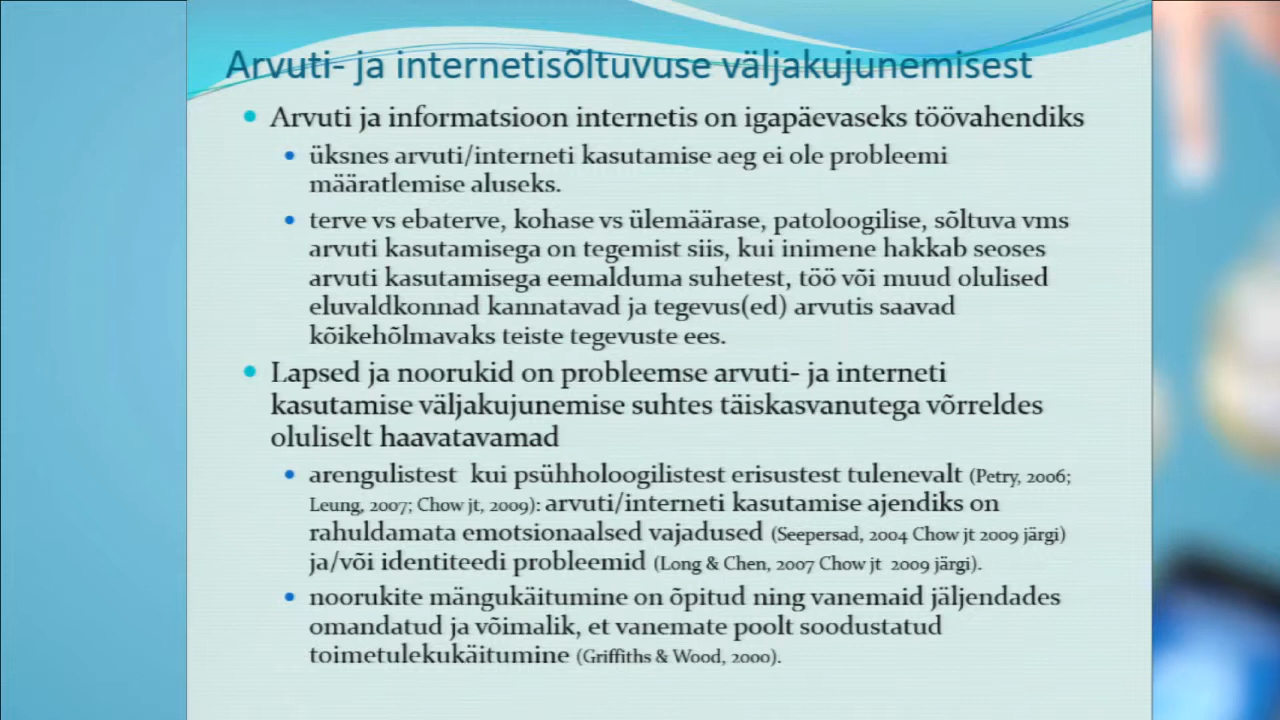 Arvuti- ja internetisõltuvuse väljakujunemisest
• Arvuti ja informatsioon internetis on igapäevaseks töövahendiks
• üksnes arvuti/interneti kasutamise aeg ei ole probleemi
määratlemise aluseks.
• terve vs ebaterve, kohase vs ülemäärase, patoloogilise, sõltuva vms
arvuti kasutamisega on tegemist siis, kui inimene hakkab seoses
arvuti kasutamisega eemalduma suhetest, töö või muud olulised
eluvaldkonnad kannatavad ja tegevus(ed) arvutis saavad
kõikehõlmavaks teiste tegevuste ees.
• Lapsed ja noorukid on probleemse arvuti- ja interneti
kasutamise väljakujunemise suhtes täiskasvanutega võrreldes
oluliselt haavatavamad
• arengulistest kui psühholoogilistest erisustest tulenevalt (Petry, 2006;
Leung, 2007; Chow jt, 2009): arvuti/interneti kasutamise ajendiks on
rahuldamata emotsionaalsed vajadused (Seepersad, 2004 Chow jt 2009 järgi)
ja/või identiteedi probleemid (Long & Chen, 2007 Chow jt 2009 järgi).
• noorukite mängukäitumine on õpitud ning vanemaid jäljendades
omandatud ja võimalik, et vanemate poolt soodustatud
toimetulekukäitumine (Griffiths & Wood, 2000).